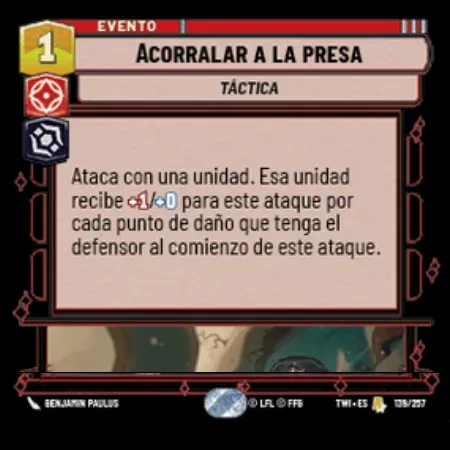 EVENTO
1
ACORRALAR A LA PRESA
TÁCTICA
Ataca con una unidad. Esa unidad
recibe +1/+0 para este ataque por
cada punto de daño que tenga el
defensor al comienzo de este ataque.
BENJAMIN PAULUS
© LFL © FFG
TWI • ES
139/257